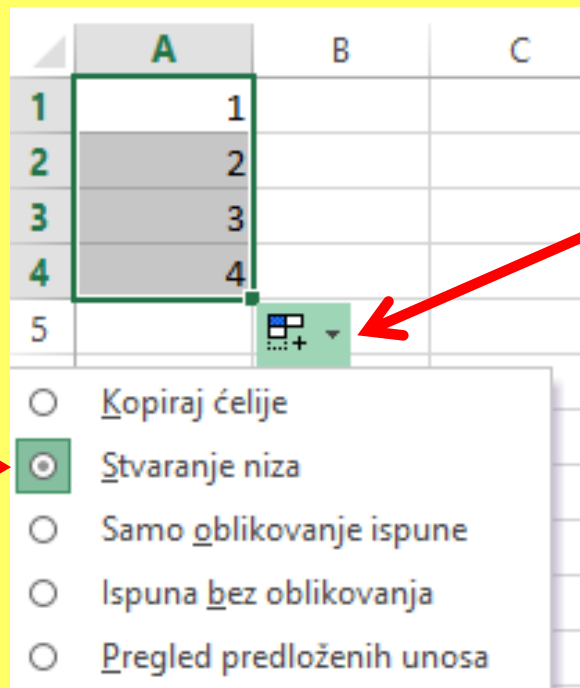 A B C
1 1
2 2
3 3
4 4
5
Kopiraj ćelije
Stvaranje niza
Samo oblikovanje ispune
Ispuna bez oblikovanja
Pregled predloženih unosa